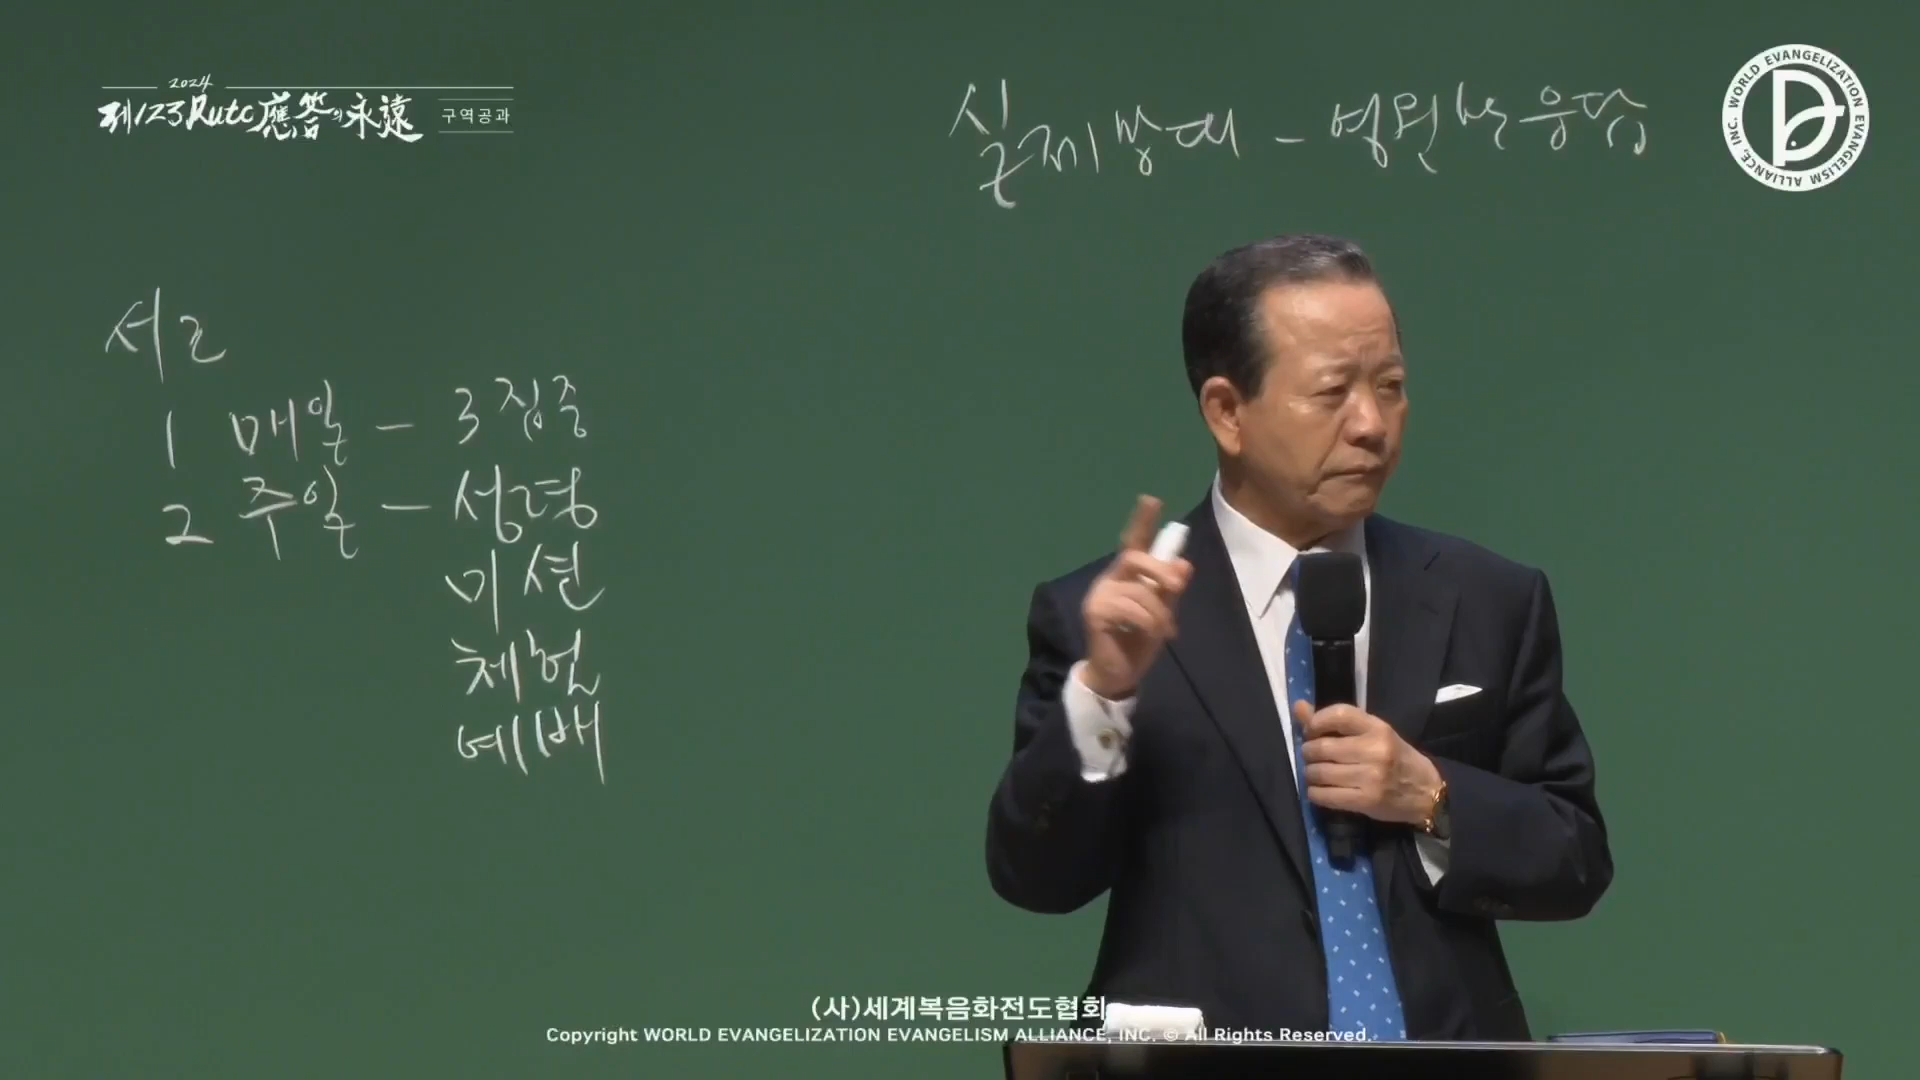 2024
제123 Rutc 應答의 永遠 구역공과
WORLD EVANGELIZATION EVANGELISM ALLIANCE, INC.
실제망대 - 영원한 응답
서론
1 매일 - 3집중
2 주일 - 성령
미션
체험
예배
(사)세계복음화전도협회
Copyright WORLD EVANGELIZATION EVANGELISM ALLIANCE, INC. © All Rights Reserved.